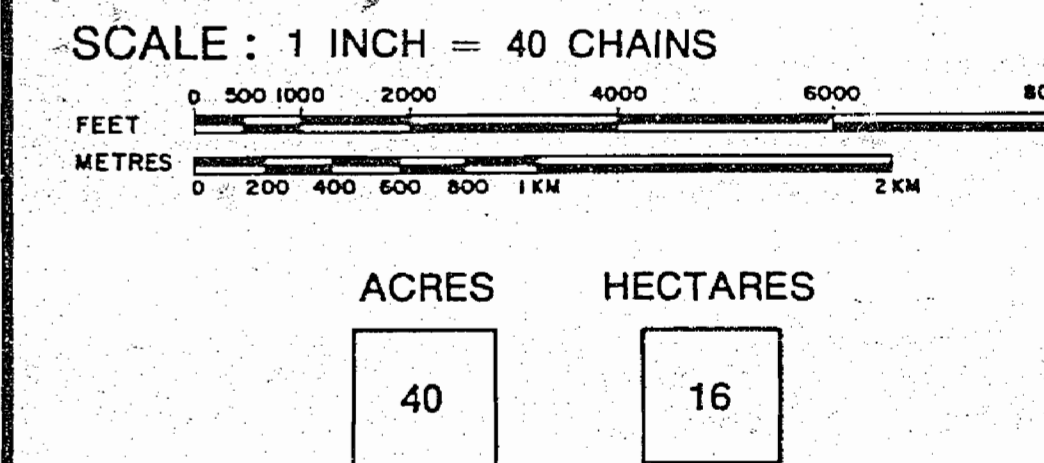 SCALE : 1 INCH = 40 CHAINS
0 500 1000 2000 4000 6000
FEET
METRES
0 200 400 600 800 1 KM 2 KM
ACRES HECTARES
40 16